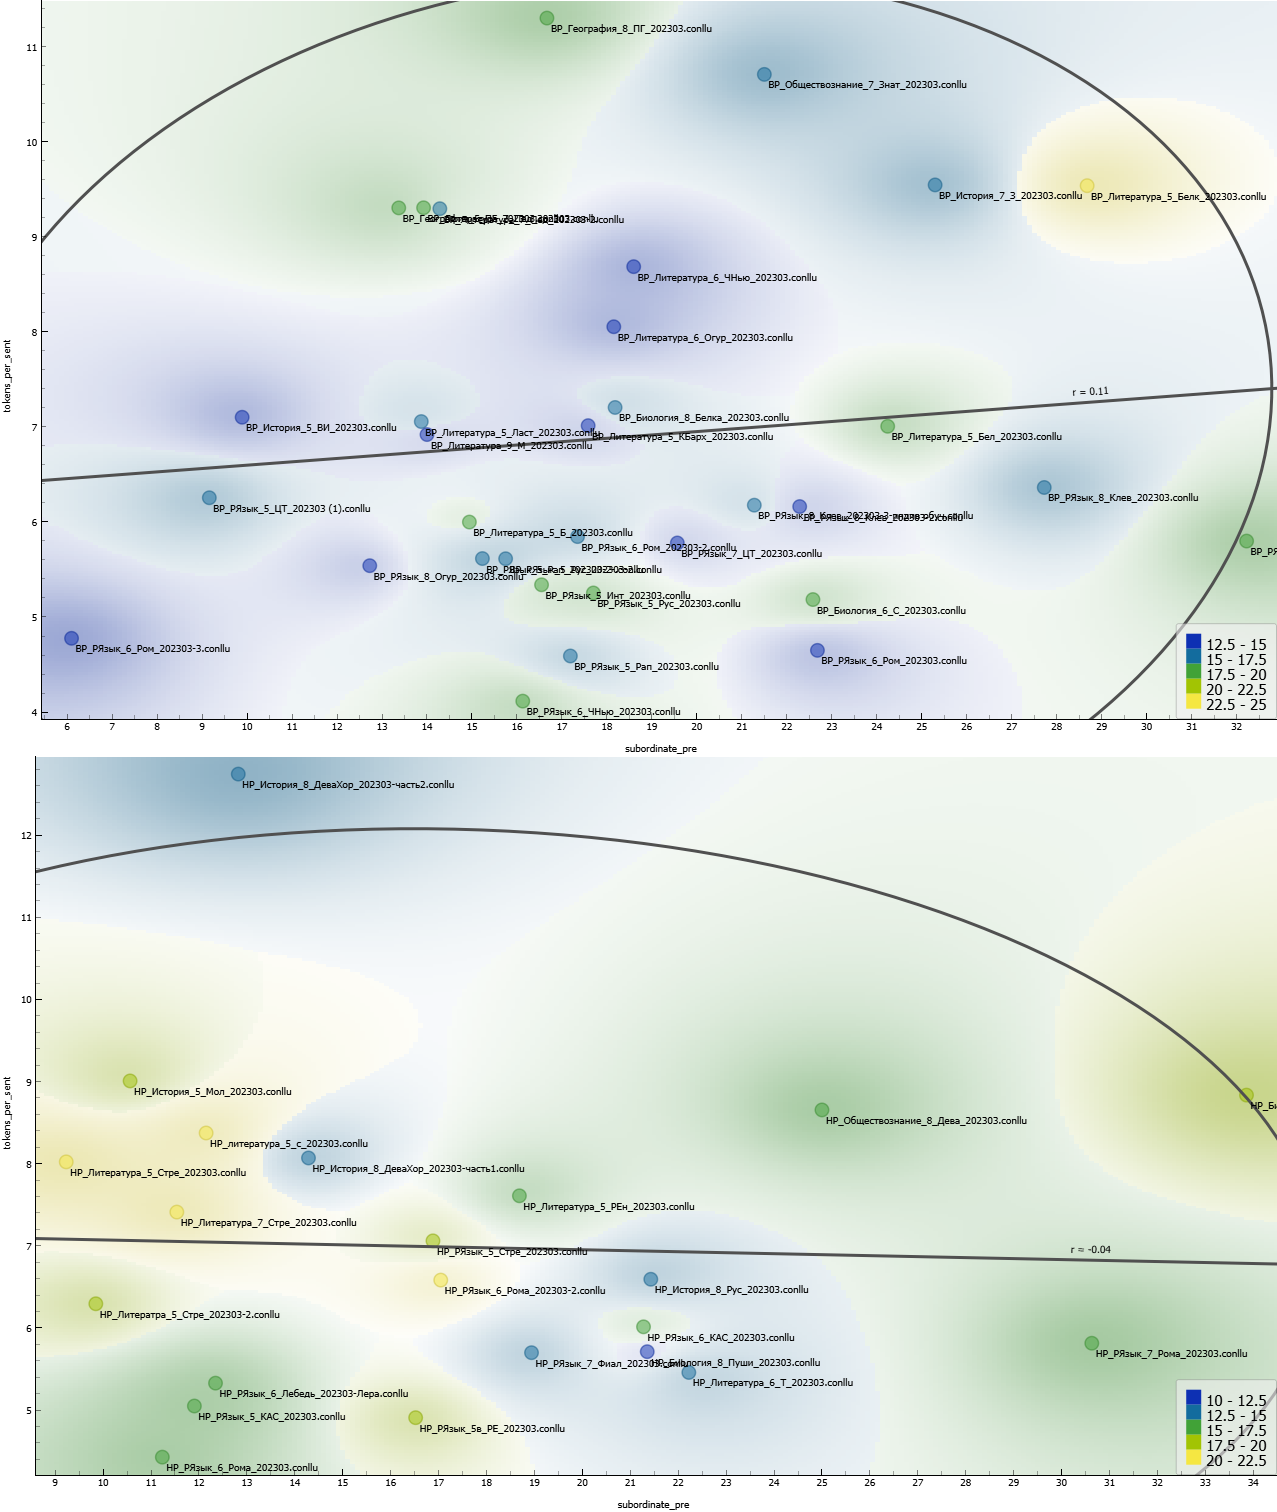 11
10
9
8
7
6
5
4
tokens_per_sent
ВР_География_8_ПГ_202303.conllu
ВР_Обществознание_7_Знат_202303.conllu
ВР_История_7_З_202303.conllu
ВР_Литература_5_Белк_202303.conllu
ВР_Литература_6_ЧНью_202303.conllu
ВР_Литература_6_Огур_202303.conllu
r = 0.11
ВР_Биология_8_Белка_202303.conllu
ВР_История_5_ВИ_202303.conllu
ВР_Литература_5_Ласт_202303.conllu
ВР_Литература_5_КБарх_202303.conllu
ВР_Литература_5_Бел_202303.conllu
ВР_Литература_9_М_202303.conllu
ВР_РЯзык_8_Клев_202303.conllu
ВР_РЯзык_5_ЦТ_202303 (1).conllu
ВР_Литература_5_Б_202303.conllu
ВР_РЯзык_6_Ром_202303-2.conllu
ВР_РЯзык_7_ЦТ_202303.conllu
ВР_РЯ
ВР_РЯзык_8_Огур_202303.conllu
ВР_РЯзык_5_Инт_202303.conllu
ВР_РЯзык_5_Рус_202303.conllu
ВР_Биология_6_С_202303.conllu
ВР_РЯзык_6_Ром_202303-3.conllu
ВР_РЯзык_5_Рап_202303.conllu
ВР_РЯзык_6_Ром_202303.conllu
ВР_РЯзык_6_ЧНью_202303.conllu
12.5 - 15
15 - 17.5
17.5 - 20
20 - 22.5
22.5 - 25
6 7 8 9 10 11 12 13 14 15 16 17 18 19 20 21 22 23 24 25 26 27 28 29 30 31 32
subordinate_pre
12
11
10
9
8
7
6
5
tokens_per_sent
НР_История_8_ДеваХор_202303-часть2.conllu
НР_История_5_Мол_202303.conllu
НР_Би
НР_Обществознание_8_Дева_202303.conllu
НР_литература_5_с_202303.conllu
НР_Литература_5_Стре_202303.conllu
НР_История_8_ДеваХор_202303-часть1.conllu
НР_Литература_5_РЕн_202303.conllu
НР_Литература_7_Стре_202303.conllu
НР_РЯзык_5_Стре_202303.conllu
r = -0.04
НР_РЯзык_6_Рома_202303-2.conllu
НР_История_8_Рус_202303.conllu
НР_Литератра_5_Стре_202303-2.conllu
НР_РЯзык_6_КАС_202303.conllu
НР_РЯзык_7_Рома_202303.conllu
НР_РЯзык_7_Фиал_202303.conllu
НР_Биология_8_Пуши_202303.conllu
НР_Литература_6_Т_202303.conllu
НР_РЯзык_6_Лебедь_202303-Лера.conllu
НР_РЯзык_5_КАС_202303.conllu
НР_РЯзык_5в_РЕ_202303.conllu
НР_РЯзык_6_Рома_202303.conllu
10 - 12.5
12.5 - 15
15 - 17.5
17.5 - 20
20 - 22.5
9 10 11 12 13 14 15 16 17 18 19 20 21 22 23 24 25 26 27 28 29 30 31 32 33 34
subordinate_pre